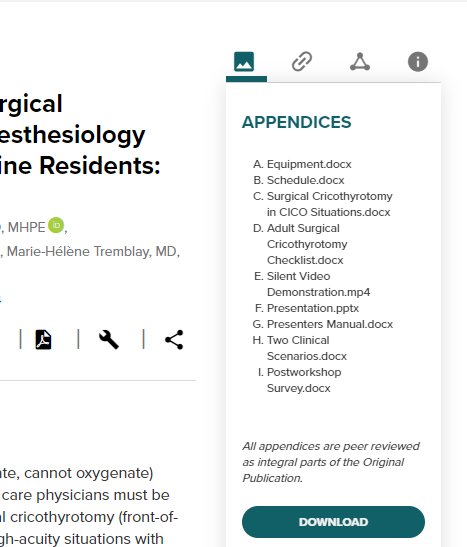 rgical
esthesiology
ine Residents:
, MHPE
, Marie-Hélène Tremblay, MD,
ate, cannot oxygenate)
care physicians must be
l cricothyrotomy (front-of-
gh-acuity situations with
APPENDICES
A. Equipment.docx
B. Schedule.docx
C. Surgical Cricothyrotomy
in CICO Situations.docx
D. Adult Surgical
Cricothyrotomy
Checklist.docx
E. Silent Video
Demonstration.mp4
F. Presentation.pptx
G. Presenters Manual.docx
H. Two Clinical
Scenarios.docx
I. Postworkshop
Survey.docx
All appendices are peer reviewed
as integral parts of the Original
Publication.
DOWNLOAD